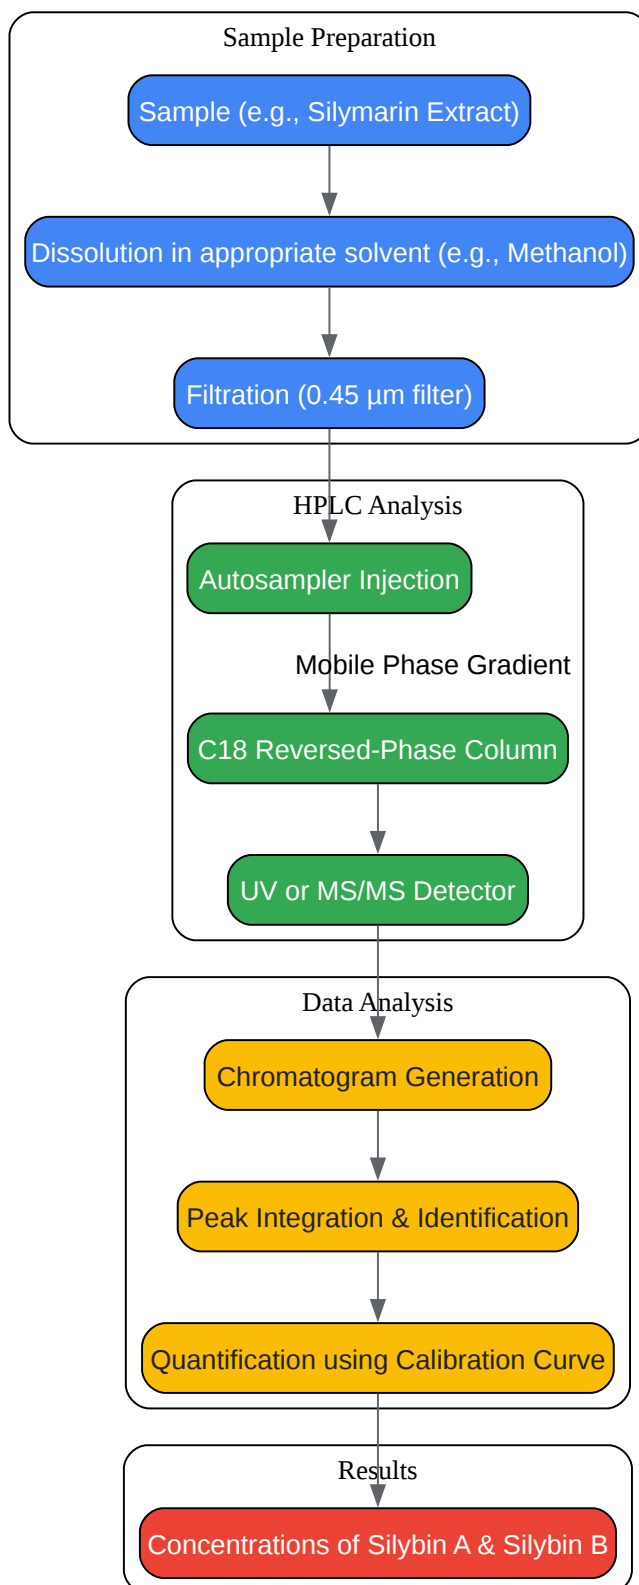 Sample Preparation
Sample (e.g., Silymarin Extract)
Dissolution in appropriate solvent (e.g., Methanol)
Filtration (0.45 µm filter)
HPLC Analysis
Autosampler Injection
Mobile Phase Gradient
C18 Reversed-Phase Column
UV or MS/MS Detector
Data Analysis
Chromatogram Generation
Peak Integration & Identification
Quantification using Calibration Curve
Results
Concentrations of Silybin A & Silybin B